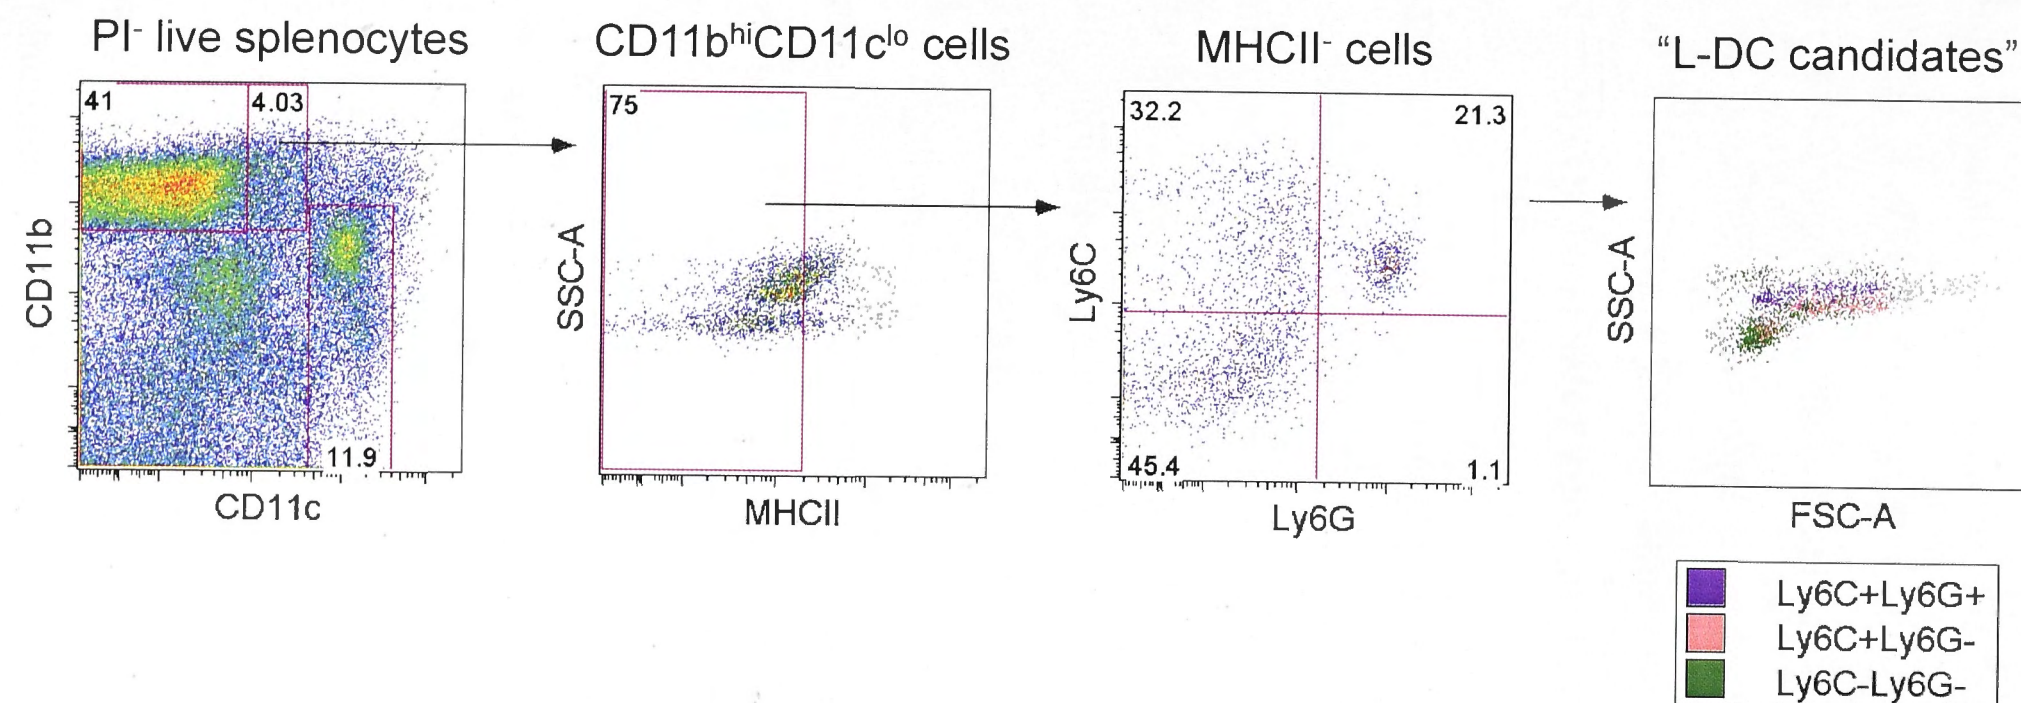 PI- live splenocytes
CD11bhiCD11clo cells
MHCII- cells
“L-DC candidates”
41
4.03
11.9
CD11b
CD11c
75
SSC-A
MHCII
32.2
21.3
45.4
1.1
Ly6C
Ly6G
SSC-A
FSC-A
Ly6C+Ly6G+
Ly6C+Ly6G-
Ly6C-Ly6G-